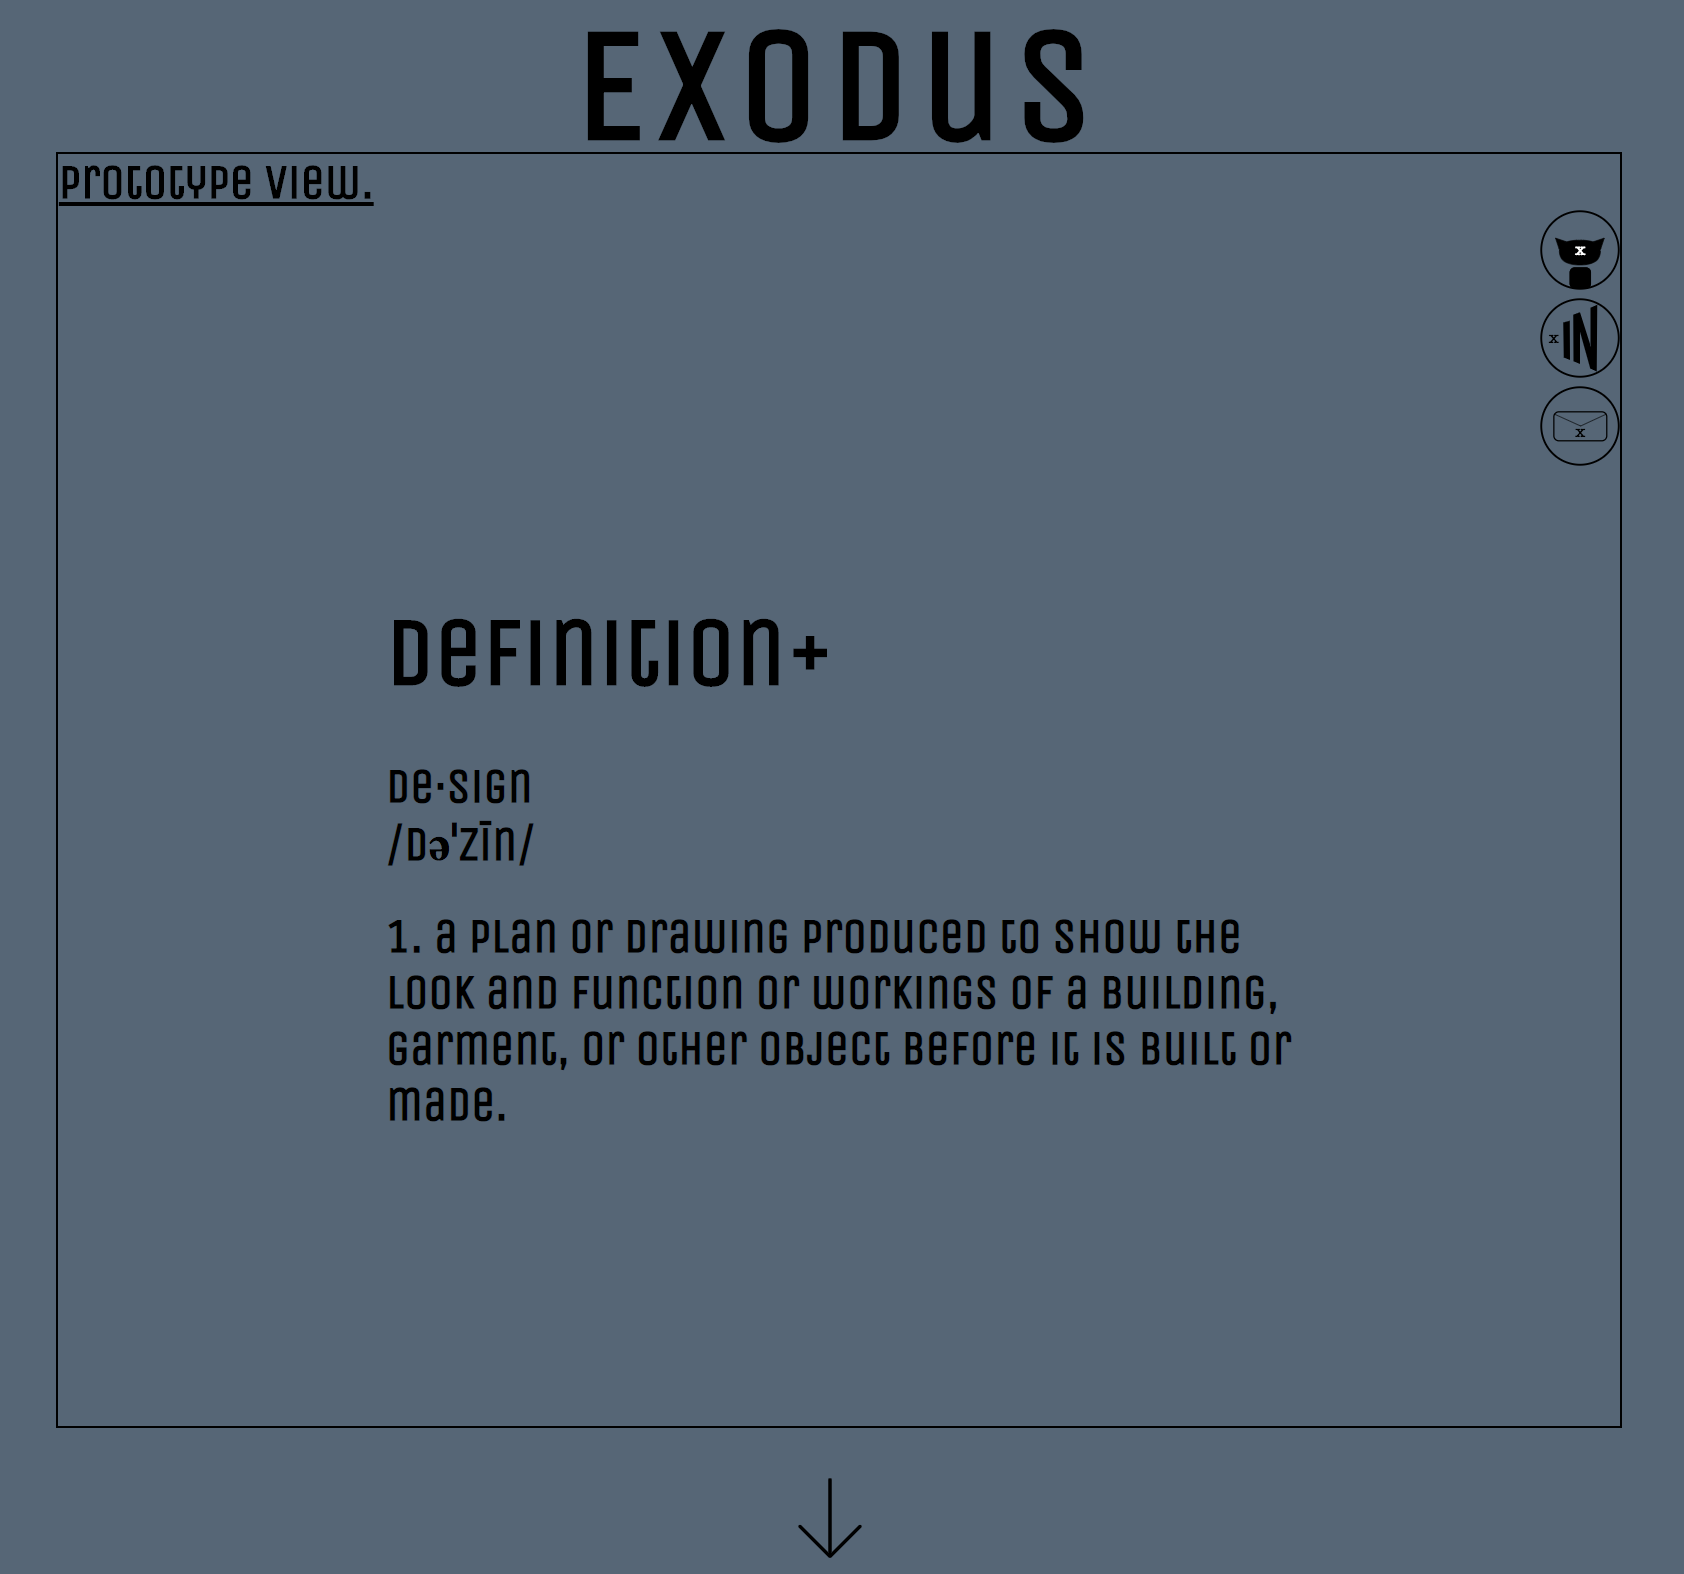 EXODUS
Prototype View.
x
x IN
x
Definition+
De·sign
/Də'zīn/
1. a plan or drawing produced to show the
look and function or workings of a building,
garment, or other object before it is built or
made.